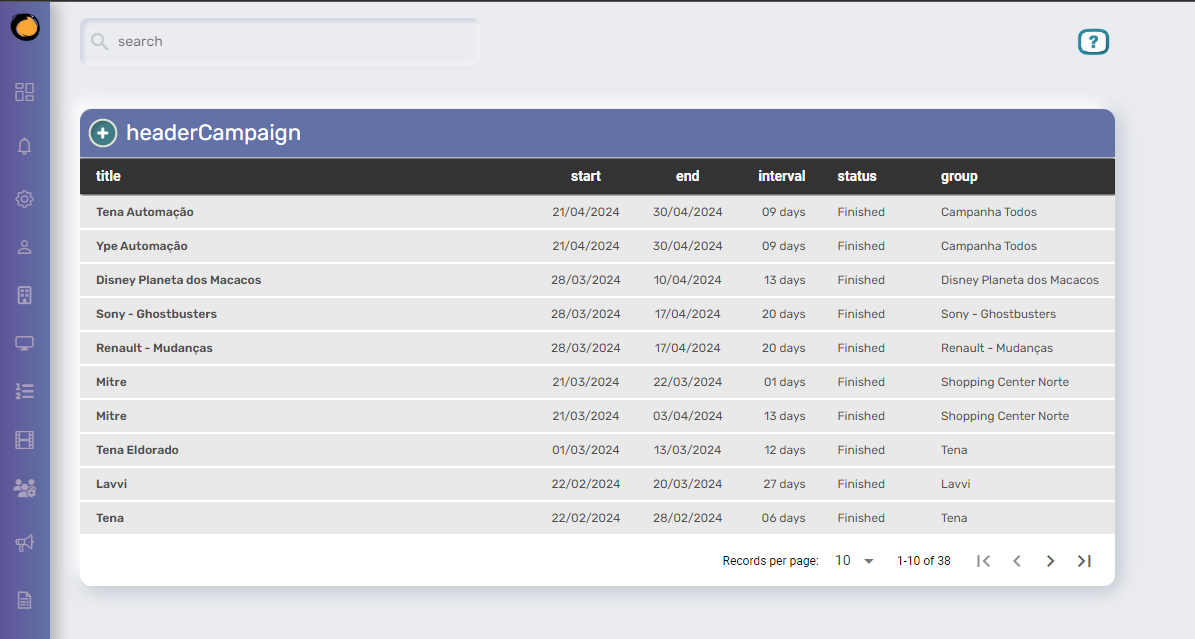 search
?
headerCampaign
title start end interval status group
Tena Automação 21/04/2024 30/04/2024 09 days Finished Campanha Todos
Ype Automação 21/04/2024 30/04/2024 09 days Finished Campanha Todos
Disney Planeta dos Macacos 28/03/2024 10/04/2024 13 days Finished Disney Planeta dos Macacos
Sony - Ghostbusters 28/03/2024 17/04/2024 20 days Finished Sony - Ghostbusters
Renault - Mudanças 28/03/2024 17/04/2024 20 days Finished Renault - Mudanças
Mitre 21/03/2024 22/03/2024 01 days Finished Shopping Center Norte
Mitre 21/03/2024 03/04/2024 13 days Finished Shopping Center Norte
Tena Eldorado 01/03/2024 13/03/2024 12 days Finished Tena
Lavvi 22/02/2024 20/03/2024 27 days Finished Lavvi
Tena 22/02/2024 28/02/2024 06 days Finished Tena
Records per page: 10 1-10 of 38